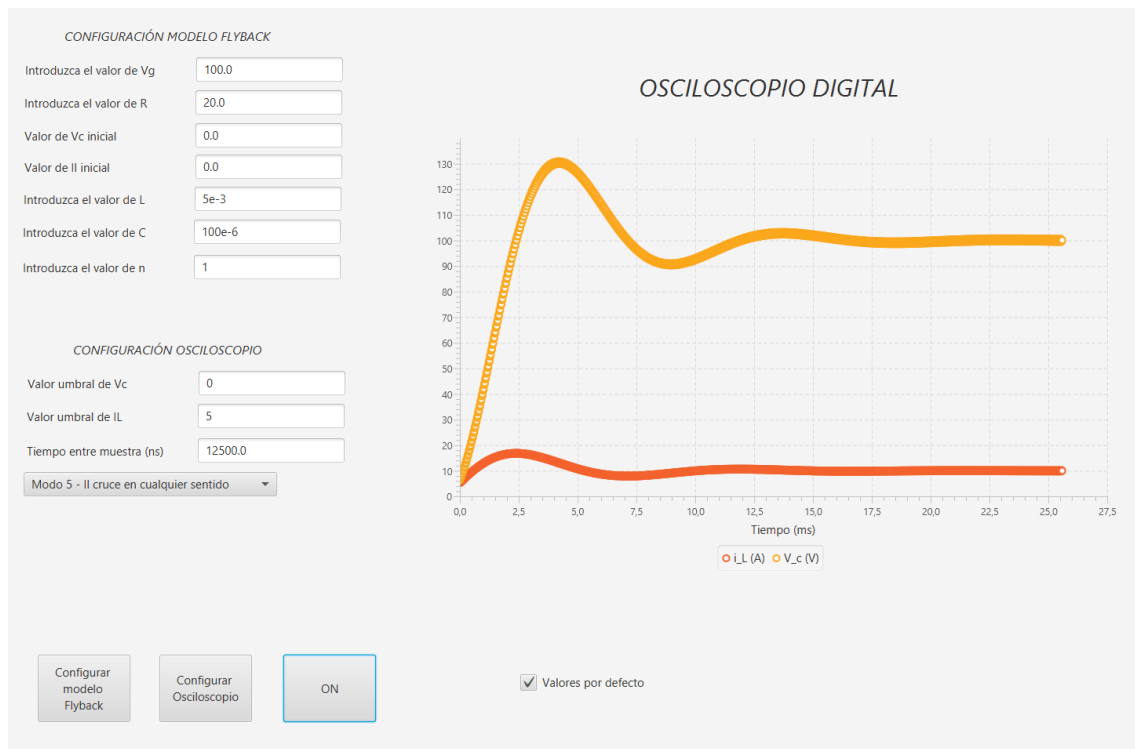 CONFIGURACIÓN MODELO FLYBACK
Introduzca el valor de Vg 100.0
Introduzca el valor de R 20.0
Valor de Vc inicial 0.0
Valor de Il inicial 0.0
Introduzca el valor de L 5e-3
Introduzca el valor de C 100e-6
Introduzca el valor de n 1
CONFIGURACIÓN OSCILOSCOPIO
Valor umbral de Vc 0
Valor umbral de IL 5
Tiempo entre muestra (ns) 12500.0
Modo 5 - Il cruce en cualquier sentido
Configurar
modelo
Flyback
Configurar
Osciloscopio
ON
OSCILOSCOPIO DIGITAL
130
120
110
100
90
80
70
60
50
40
30
20
10
0
0,0 2,5 5,0 7,5 10,0 12,5 15,0 17,5 20,0 22,5 25,0 27,5
Tiempo (ms)
i_L (A) V_c (V)
Valores por defecto